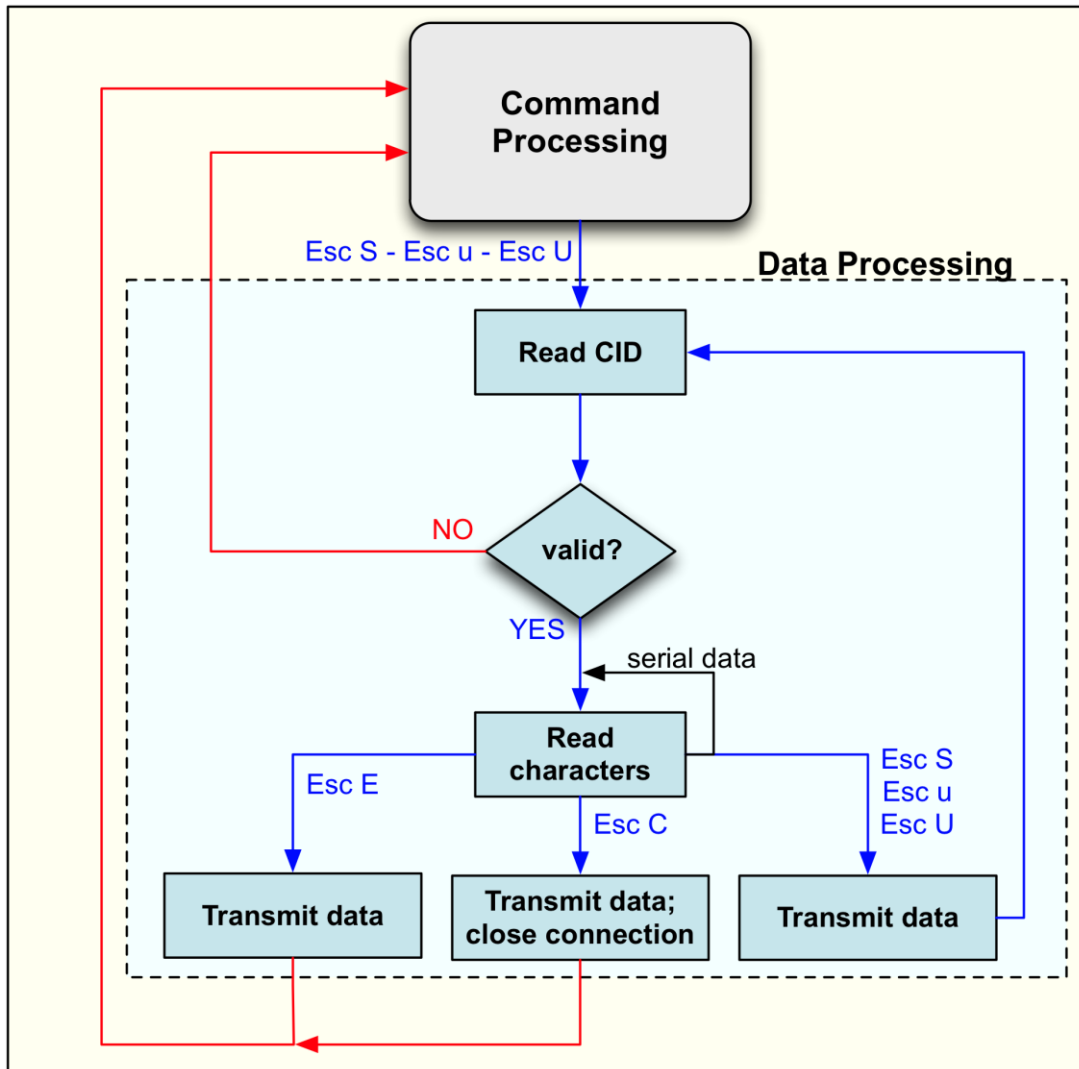 Command
Processing
Esc S - Esc u - Esc U
Data Processing
Read CID
valid?
NO
YES
serial data
Read
characters
Esc E
Esc C
Esc S
Esc u
Esc U
Transmit data
Transmit data;
close connection
Transmit data